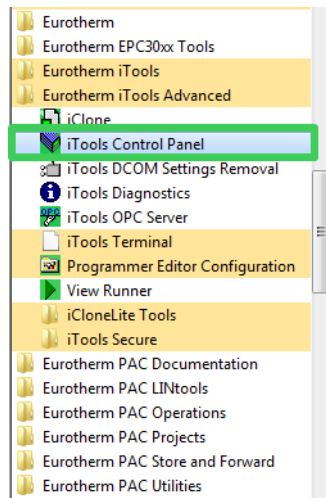 Eurotherm
Eurotherm EPC30xx Tools
Eurotherm iTools
Eurotherm iTools Advanced
iClone
iTools Control Panel
iTools DCOM Settings Removal
iTools Diagnostics
OPC iTools OPC Server
iTools Terminal
Programmer Editor Configuration
View Runner
iCloneLite Tools
iTools Secure
Eurotherm PAC Documentation
Eurotherm PAC LINtools
Eurotherm PAC Operations
Eurotherm PAC Projects
Eurotherm PAC Store and Forward
Eurotherm PAC Utilities